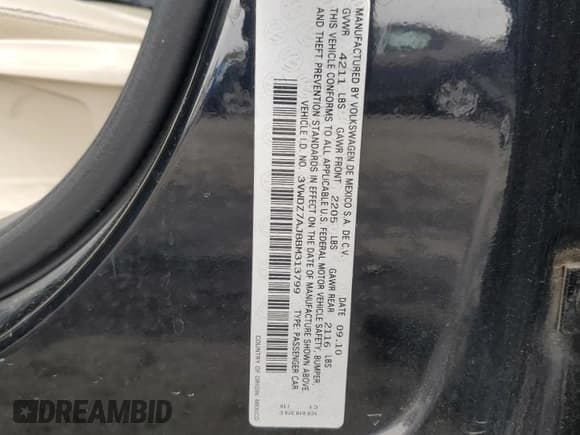 MANUFACTURED BY VOLKSWAGEN DE MEXICO S.A. DE C.V. DATE 09.10
GVWR 4211 LBS GAWR FRONT 2205 LBS GAWR REAR 2116 LBS
THIS VEHICLE CONFORMS TO ALL APPLICABLE U.S. FEDERAL MOTOR VEHICLE SAFETY, BUMPER,
AND THEFT PREVENTION STANDARDS IN EFFECT ON THE DATE OF MANUFACTURE SHOWN ABOVE.
VEHICLE I.D. NO. 3VWDZ7AJ8BM313799 TYPE: PASSENGER CAR
COUNTRY OF ORIGIN: MEXICO
DREAMBID